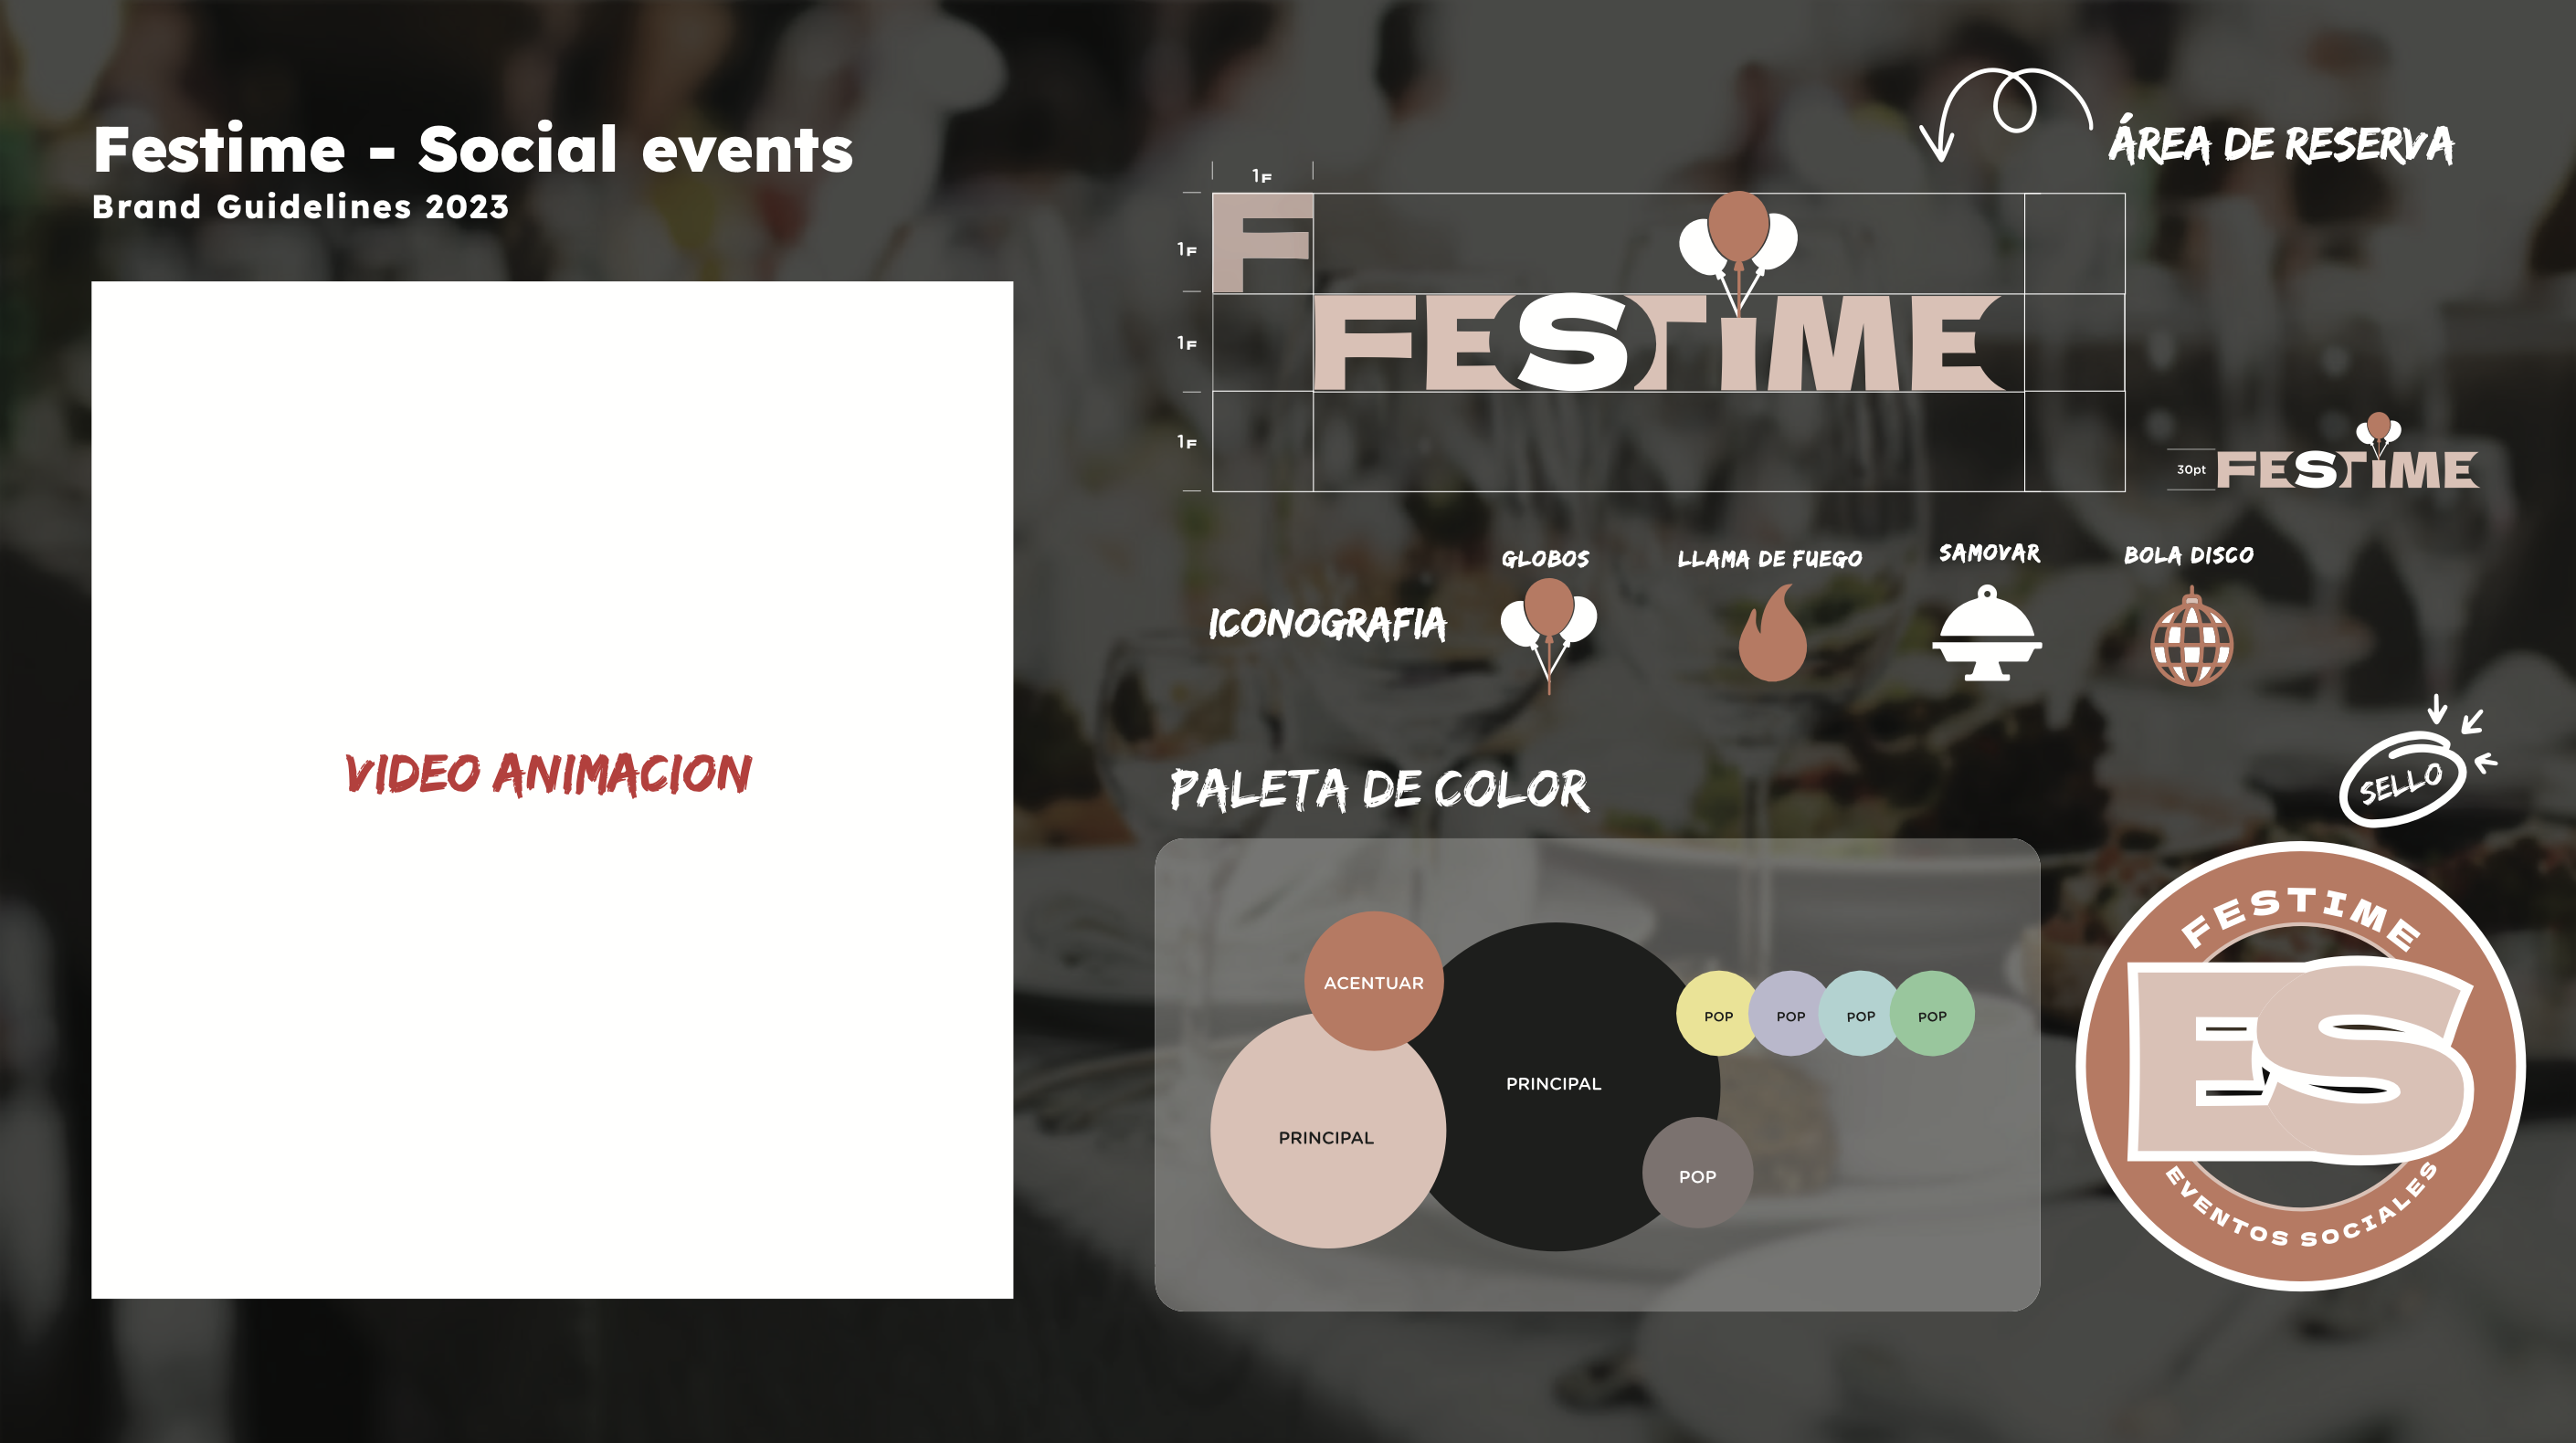 Festime - Social events
Brand Guidelines 2023
VIDEO ANIMACION
ÁREA DE RESERVA
1F
F
1F
1F
1F
FESTIME
30pt
FESTIME
ICONOGRAFIA
GLOBOS
LLAMA DE FUEGO
SAMOVAR
BOLA DISCO
PALETA DE COLOR
ACENTUAR
PRINCIPAL
PRINCIPAL
POP
POP
POP
POP
POP
SELLO
FESTIME
ES
EVENTOS SOCIALES